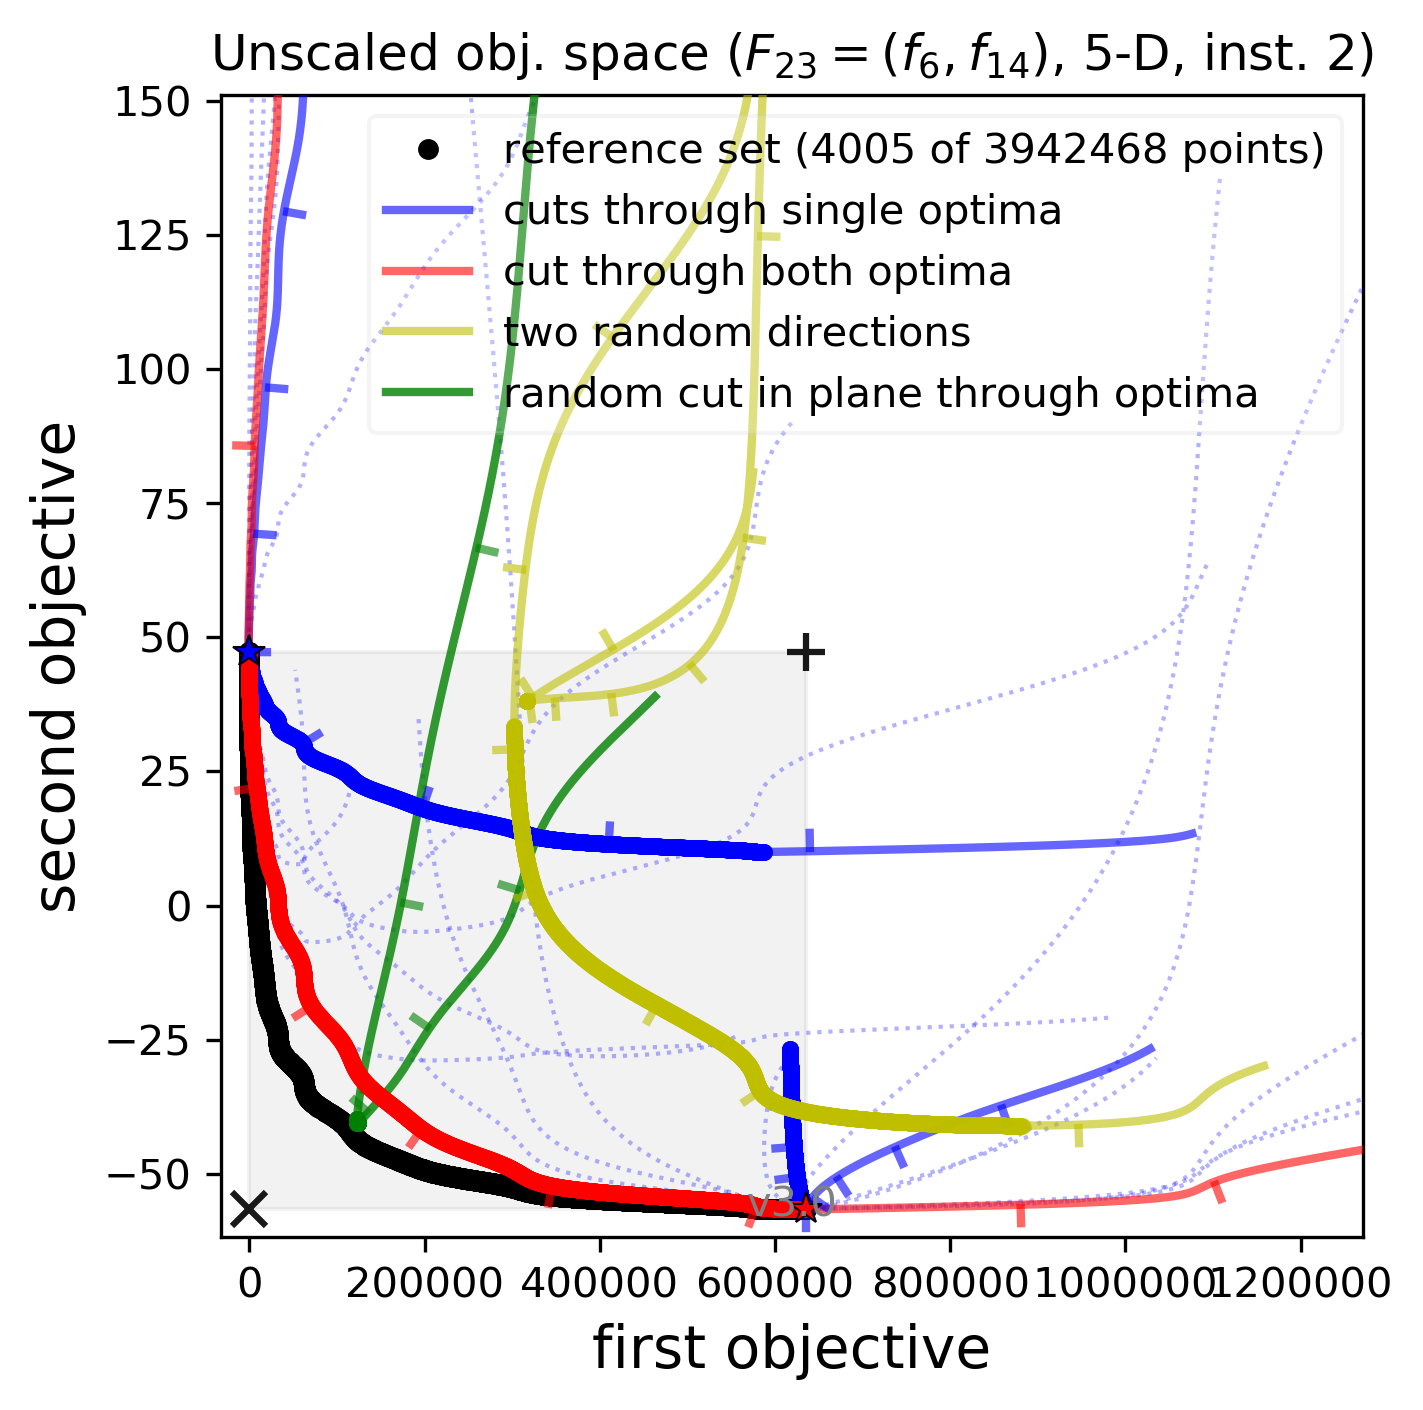 Unscaled obj. space (F₂₃ = (f₆, f₁₄), 5-D, inst. 2)
150
125
100
75
50
25
0
−25
−50
second objective
reference set (4005 of 3942468 points)
cuts through single optima
cut through both optima
two random directions
random cut in plane through optima
v3.0
0 200000 400000 600000 800000 1000000 1200000
first objective